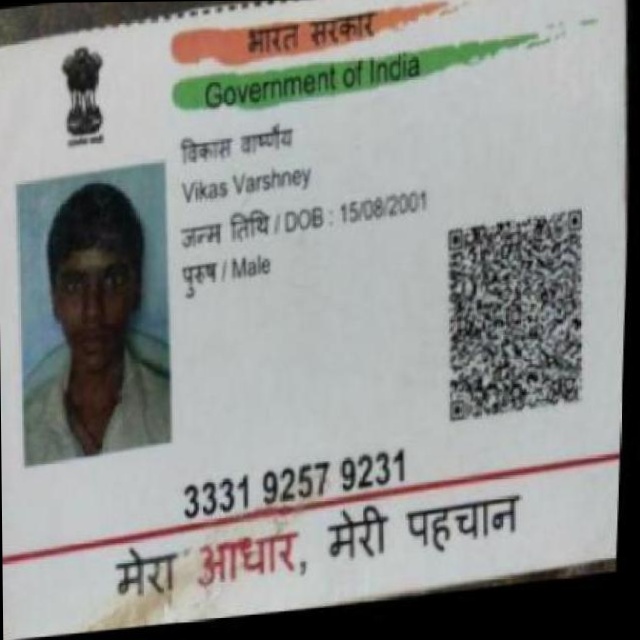 भारत सरकार
Government of India
विकास वार्ष्णेय
Vikas Varshney
जन्म तिथि / DOB : 15/08/2001
पुरुष / Male
3331 9257 9231
मेरा आधार, मेरी पहचान